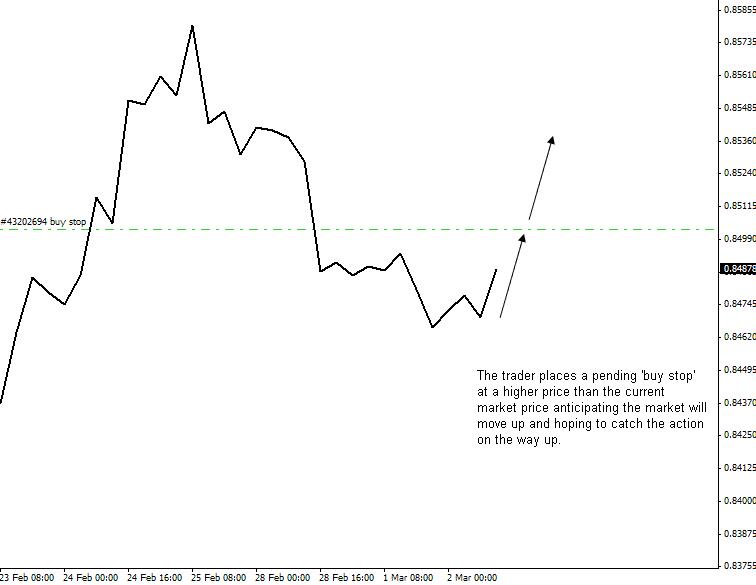 0.85855
0.85735
0.85610
0.85485
0.85360
0.85240
0.85115
#43202694 buy stop
0.84990
0.84878
0.84745
0.84620
0.84495
The trader places a pending 'buy stop'
at a higher price than the current
market price anticipating the market will
move up and hoping to catch the action
on the way up.
0.84370
0.84250
0.84125
0.84000
0.83875
0.83755
23 Feb 08:00 24 Feb 00:00 24 Feb 16:00 25 Feb 08:00 28 Feb 00:00 28 Feb 16:00 1 Mar 08:00 2 Mar 00:00